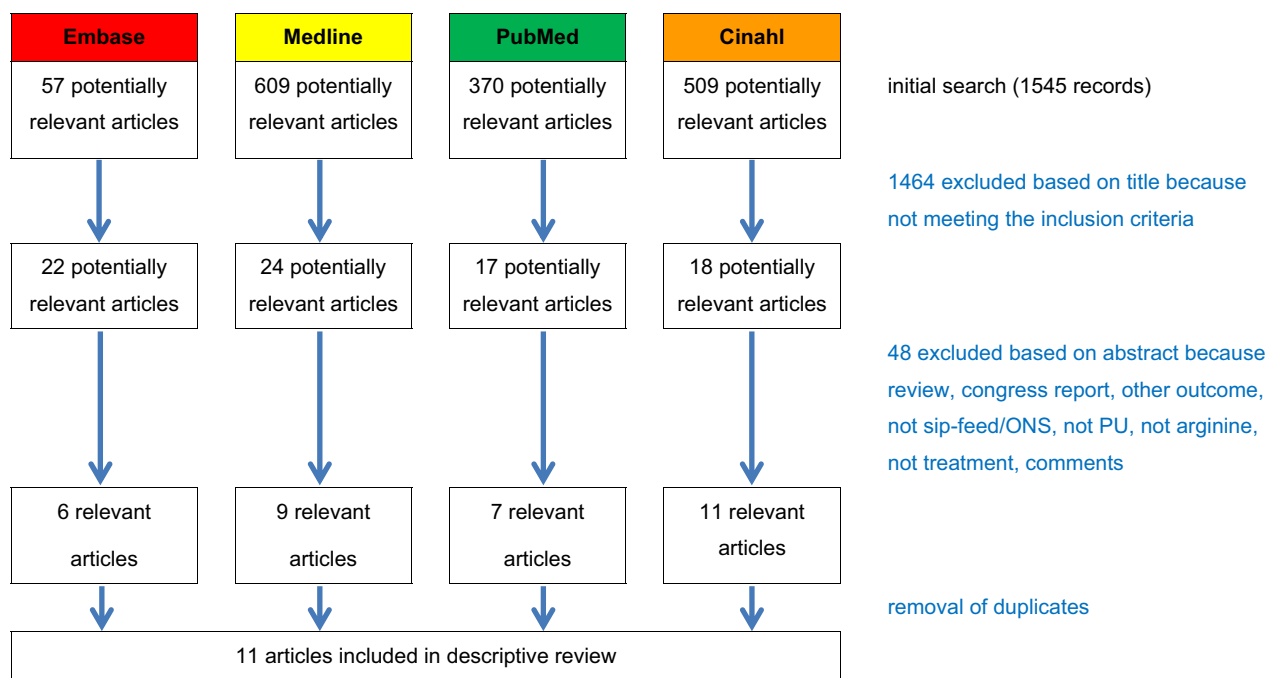 Embase
Medline
PubMed
Cinahl
57 potentially
relevant articles
609 potentially
relevant articles
370 potentially
relevant articles
509 potentially
relevant articles
initial search (1545 records)
1464 excluded based on title because
not meeting the inclusion criteria
22 potentially
relevant articles
24 potentially
relevant articles
17 potentially
relevant articles
18 potentially
relevant articles
48 excluded based on abstract because
review, congress report, other outcome,
not sip-feed/ONS, not PU, not arginine,
not treatment, comments
6 relevant
articles
9 relevant
articles
7 relevant
articles
11 relevant
articles
removal of duplicates
11 articles included in descriptive review